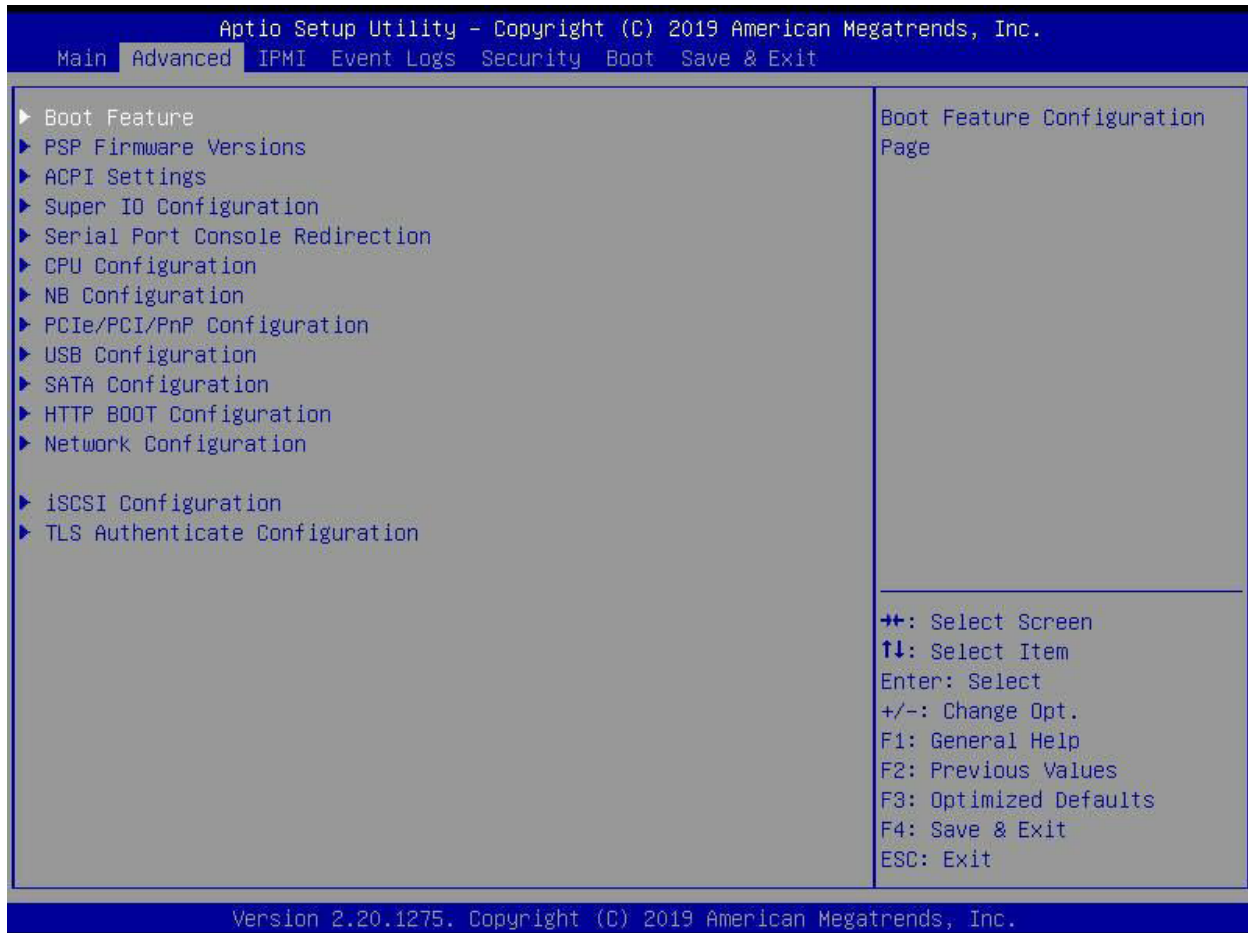 Aptio Setup Utility – Copyright (C) 2019 American Megatrends, Inc.
Main Advanced IPMI Event Logs Security Boot Save & Exit
▶ Boot Feature
▶ PSP Firmware Versions
▶ ACPI Settings
▶ Super IO Configuration
▶ Serial Port Console Redirection
▶ CPU Configuration
▶ NB Configuration
▶ PCIe/PCI/PnP Configuration
▶ USB Configuration
▶ SATA Configuration
▶ HTTP BOOT Configuration
▶ Network Configuration
▶ iSCSI Configuration
▶ TLS Authenticate Configuration
Boot Feature Configuration
Page
→←: Select Screen
↑↓: Select Item
Enter: Select
+/-: Change Opt.
F1: General Help
F2: Previous Values
F3: Optimized Defaults
F4: Save & Exit
ESC: Exit
Version 2.20.1275. Copyright (C) 2019 American Megatrends, Inc.